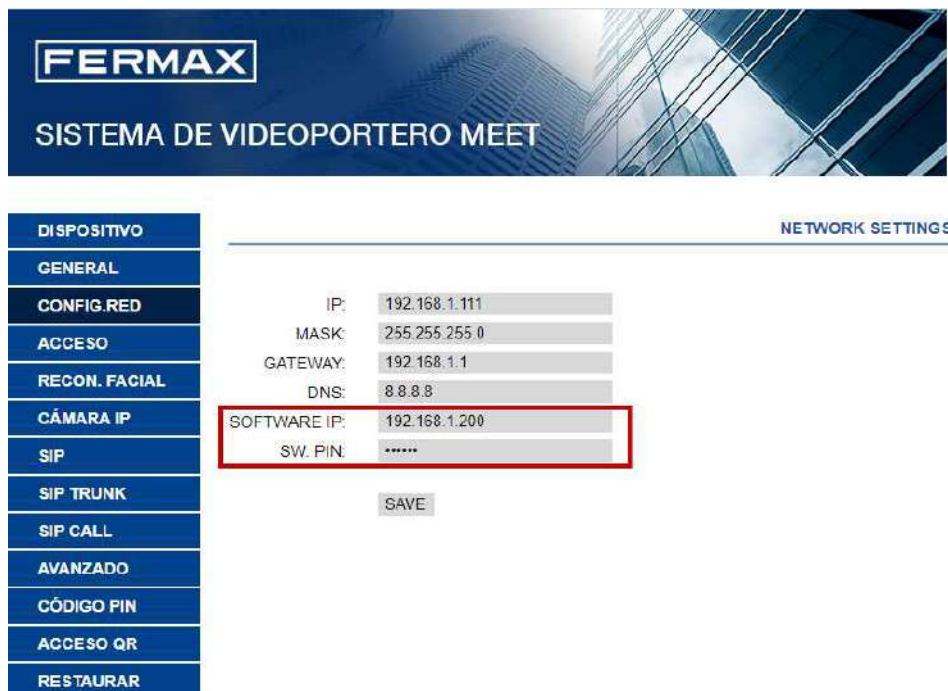 FERMAX
SISTEMA DE VIDEOPORTERO MEET
DISPOSITIVO
GENERAL
CONFIG.RED
ACCESO
RECON. FACIAL
CÁMARA IP
SIP
SIP TRUNK
SIP CALL
AVANZADO
CÓDIGO PIN
ACCESO QR
RESTAURAR
NETWORK SETTINGS
IP: 192.168.1.111
MASK: 255.255.255.0
GATEWAY: 192.168.1.1
DNS: 8.8.8.8
SOFTWARE IP: 192.168.1.200
SW. PIN: ••••••
SAVE